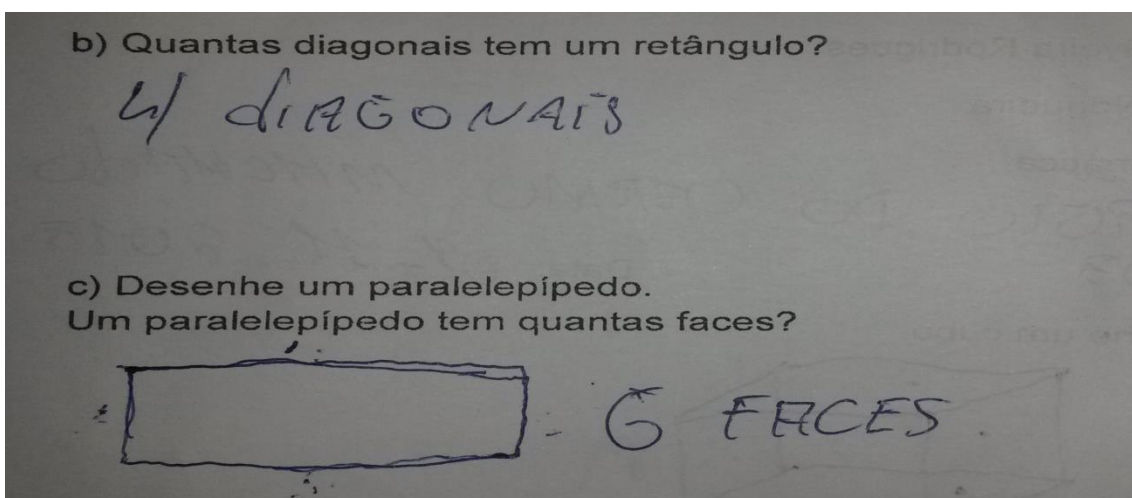 b) Quantas diagonais tem um retângulo?
4 DIAGONAIS
c) Desenhe um paralelepípedo.
Um paralelepípedo tem quantas faces?
6 FACES